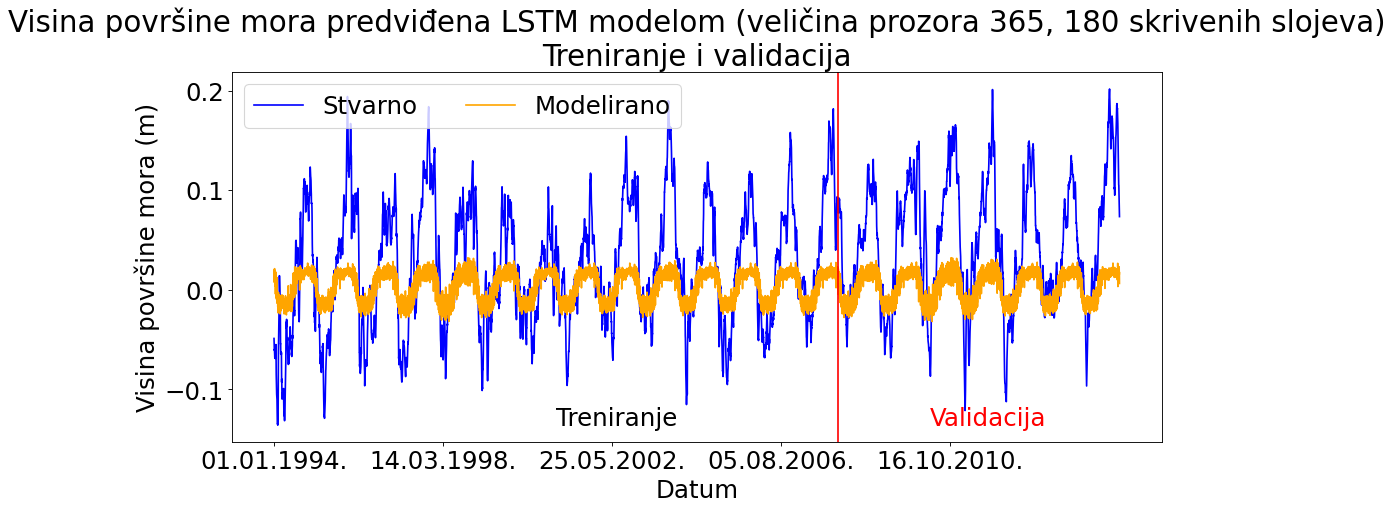 Visina površine mora predviđena LSTM modelom (veličina prozora 365, 180 skrivenih slojeva)
Treniranje i validacija
Stvarno Modelirano
Visina površine mora (m)
0.2
0.1
0.0
−0.1
Treniranje Validacija
01.01.1994. 14.03.1998. 25.05.2002. 05.08.2006. 16.10.2010.
Datum